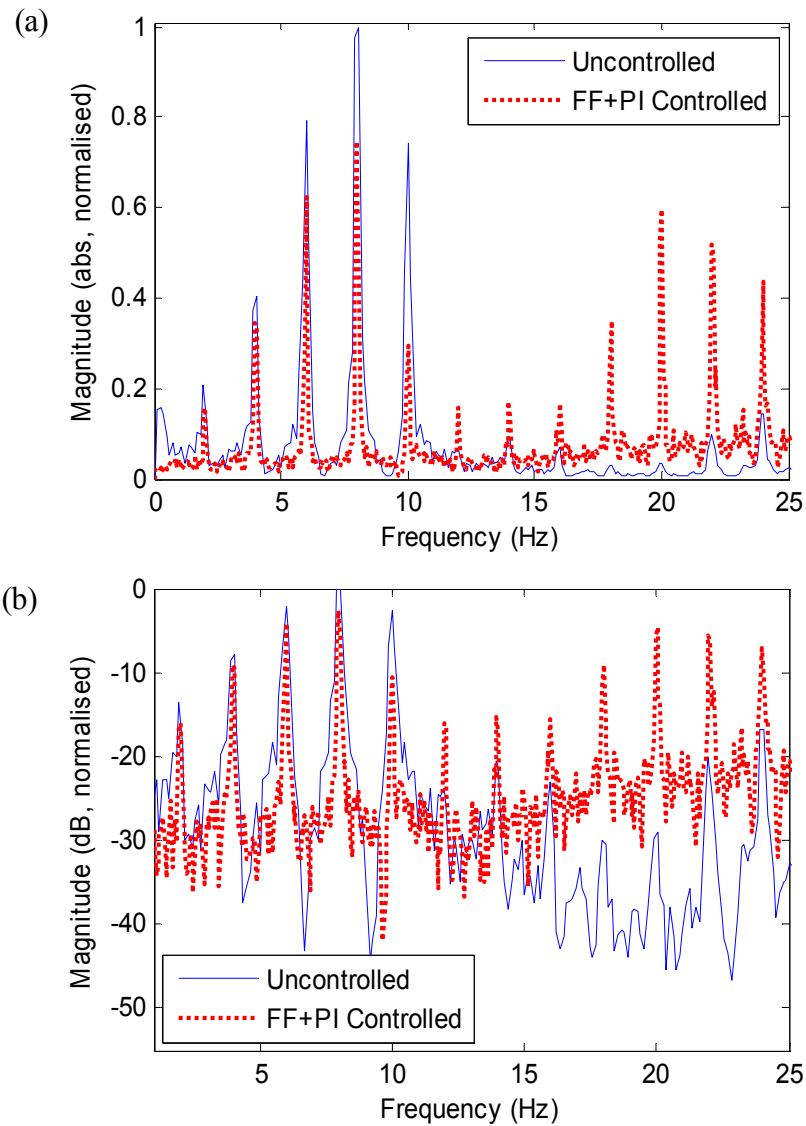 (a)
Magnitude (abs, normalised)
1
0.8
0.6
0.4
0.2
0
Uncontrolled
FF+PI Controlled
0 5 10 15 20 25
Frequency (Hz)
(b)
Magnitude (dB, normalised)
0
-10
-20
-30
-40
-50
Uncontrolled
FF+PI Controlled
5 10 15 20 25
Frequency (Hz)